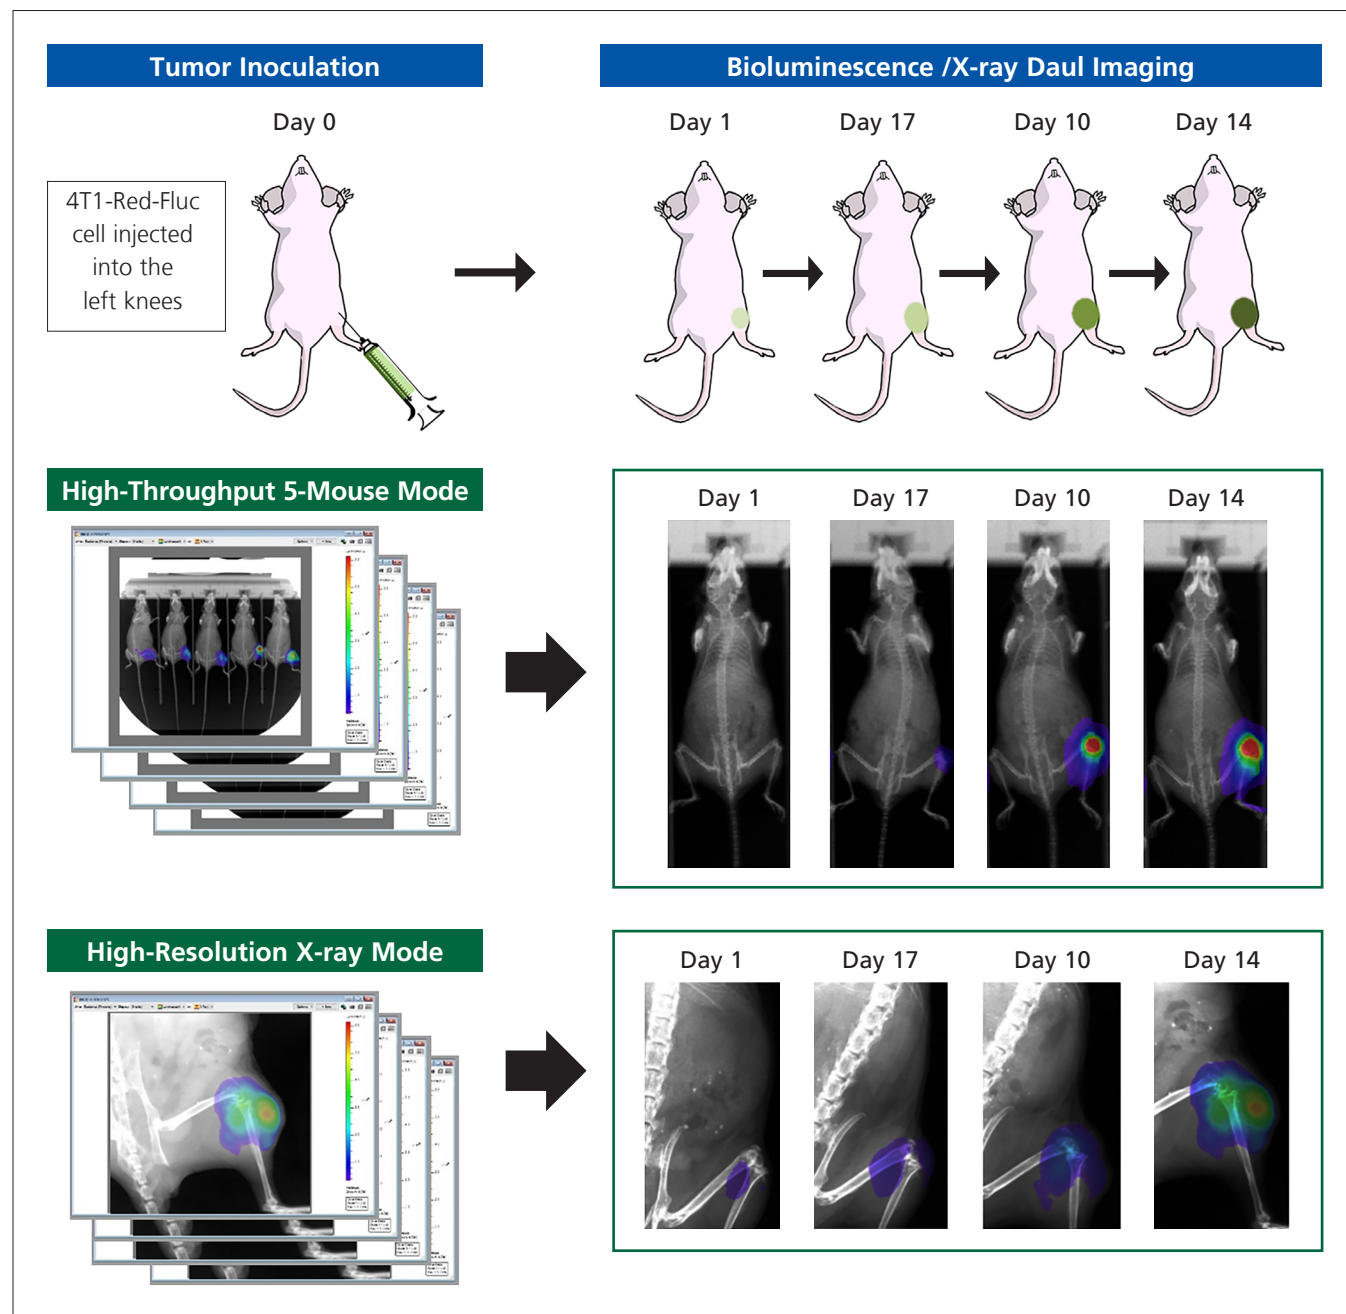 Tumor Inoculation
Bioluminescence /X-ray Daul Imaging
Day 0
Day 1
Day 17
Day 10
Day 14
4T1-Red-Fluc
cell injected
into the
left knees
High-Throughput 5-Mouse Mode
Day 1
Day 17
Day 10
Day 14
High-Resolution X-ray Mode
Day 1
Day 17
Day 10
Day 14